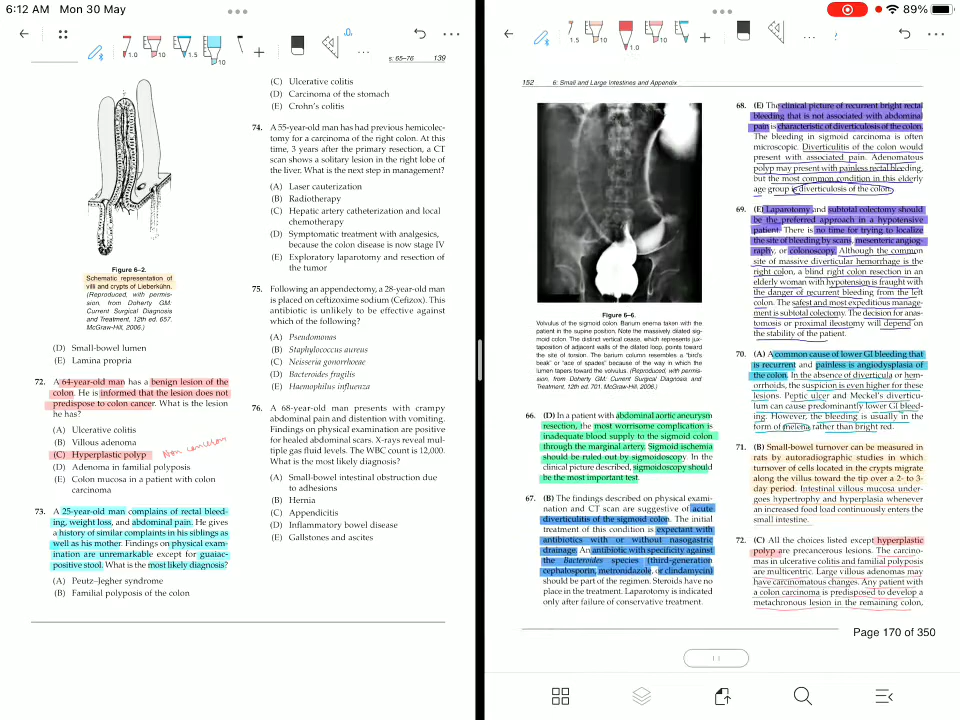 6:12 AM Mon 30 May
89%
1.0
10
1.5
10
s. 65–76
139
Figure 6–2.
Schematic representation of
villi and crypts of Lieberkühn.
(Reproduced, with permis-
sion, from Doherty GM:
Current Surgical Diagnosis
and Treatment, 12th ed. 657.
McGraw-Hill, 2006.)
(D) Small-bowel lumen
(E) Lamina propria
72. A 64-year-old man has a benign lesion of the
colon. He is informed that the lesion does not
predispose to colon cancer. What is the lesion
he has?
(A) Ulcerative colitis
(B) Villous adenoma
(C) Hyperplastic polyp
Non cancerous
(D) Adenoma in familial polyposis
(E) Colon mucosa in a patient with colon
carcinoma
73. A 25-year-old man complains of rectal bleed-
ing, weight loss, and abdominal pain. He gives
a history of similar complaints in his siblings as
well as his mother. Findings on physical exam-
ination are unremarkable except for guaiac-
positive stool. What is the most likely diagnosis?
(A) Peutz–Jegher syndrome
(B) Familial polyposis of the colon
(C) Ulcerative colitis
(D) Carcinoma of the stomach
(E) Crohn's colitis
74. A 55-year-old man has had previous hemicolec-
tomy for a carcinoma of the right colon. At this
time, 3 years after the primary resection, a CT
scan shows a solitary lesion in the right lobe of
the liver. What is the next step in management?
(A) Laser cauterization
(B) Radiotherapy
(C) Hepatic artery catheterization and local
chemotherapy
(D) Symptomatic treatment with analgesics,
because the colon disease is now stage IV
(E) Exploratory laparotomy and resection of
the tumor
75. Following an appendectomy, a 28-year-old man
is placed on ceftizoxime sodium (Cefizox). This
antibiotic is unlikely to be effective against
which of the following?
(A) Pseudomonas
(B) Staphylococcus aureus
(C) Neisseria gonorrhoeae
(D) Bacteroides fragilis
(E) Haemophilus influenza
76. A 68-year-old man presents with crampy
abdominal pain and distention with vomiting.
Findings on physical examination are positive
for healed abdominal scars. X-rays reveal mul-
tiple gas fluid levels. The WBC count is 12,000.
What is the most likely diagnosis?
(A) Small-bowel intestinal obstruction due
to adhesions
(B) Hernia
(C) Appendicitis
(D) Inflammatory bowel disease
(E) Gallstones and ascites
1.5
10
1.0
10
152 6: Small and Large Intestines and Appendix
Figure 6–6.
Volvulus of the sigmoid colon. Barium enema taken with the
patient in the supine position. Note the massively dilated sig-
moid colon. The distinct vertical crease, which represents jux-
taposition of adjacent walls of the dilated loop, points toward
the site of torsion. The barium column resembles a "bird's
beak" or "ace of spades" because of the way in which the
lumen tapers toward the volvulus. (Reproduced, with permis-
sion, from Doherty GM: Current Surgical Diagnosis and
Treatment, 12th ed. 701. McGraw-Hill, 2006.)
66. (D) In a patient with abdominal aortic aneurysm
resection, the most worrisome complication is
inadequate blood supply to the sigmoid colon
through the marginal artery. Sigmoid ischemia
should be ruled out by sigmoidoscopy. In the
clinical picture described, sigmoidoscopy should
be the most important test.
67. (B) The findings described on physical exami-
nation and CT scan are suggestive of acute
diverticulitis of the sigmoid colon. The initial
treatment of this condition is expectant with
antibiotics with or without nasogastric
drainage. An antibiotic with specificity against
the Bacteroides species (third-generation
cephalosporin, metronidazole, or clindamycin)
should be part of the regimen. Steroids have no
place in the treatment. Laparotomy is indicated
only after failure of conservative treatment.
68. (E) The clinical picture of recurrent bright rectal
bleeding that is not associated with abdominal
pain is characteristic of diverticulosis of the colon.
The bleeding in sigmoid carcinoma is often
microscopic. Diverticulitis of the colon would
present with associated pain. Adenomatous
polyp may present with painless rectal bleeding,
but the most common condition in this elderly
age group is diverticulosis of the colon.
69. (E) Laparotomy and subtotal colectomy should
be the preferred approach in a hypotensive
patient. There is no time for trying to localize
the site of bleeding by scans, mesenteric angiog-
raphy, or colonoscopy. Although the common
site of massive diverticular hemorrhage is the
right colon, a blind right colon resection in an
elderly woman with hypotension is fraught with
the danger of recurrent bleeding from the left
colon. The safest and most expeditious manage-
ment is subtotal colectomy. The decision for anas-
tomosis or proximal ileostomy will depend on
the stability of the patient.
70. (A) A common cause of lower GI bleeding that
is recurrent and painless is angiodysplasia of
the colon. In the absence of diverticula or hem-
orrhoids, the suspicion is even higher for these
lesions. Peptic ulcer and Meckel's diverticu-
lum can cause predominantly lower GI bleed-
ing. However, the bleeding is usually in the
form of melena rather than bright red.
71. (B) Small-bowel turnover can be measured in
rats by autoradiographic studies in which
turnover of cells located in the crypts migrate
along the villus toward the tip over a 2- to 3-
day period. Intestinal villous mucosa under-
goes hypertrophy and hyperplasia whenever
an increased food load continuously enters the
small intestine.
72. (C) All the choices listed except hyperplastic
polyp are precancerous lesions. The carcino-
mas in ulcerative colitis and familial polyposis
are multicentric. Large villous adenomas may
have carcinomatous changes. Any patient with
a colon carcinoma is predisposed to develop a
metachronous lesion in the remaining colon,
Page 170 of 350